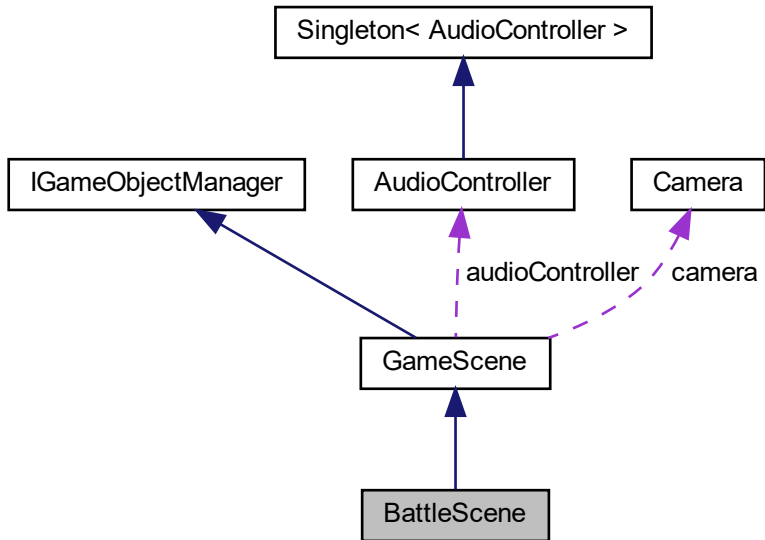 Singleton< AudioController >
IGameObjectManager
AudioController
Camera
audioController
camera
GameScene
BattleScene